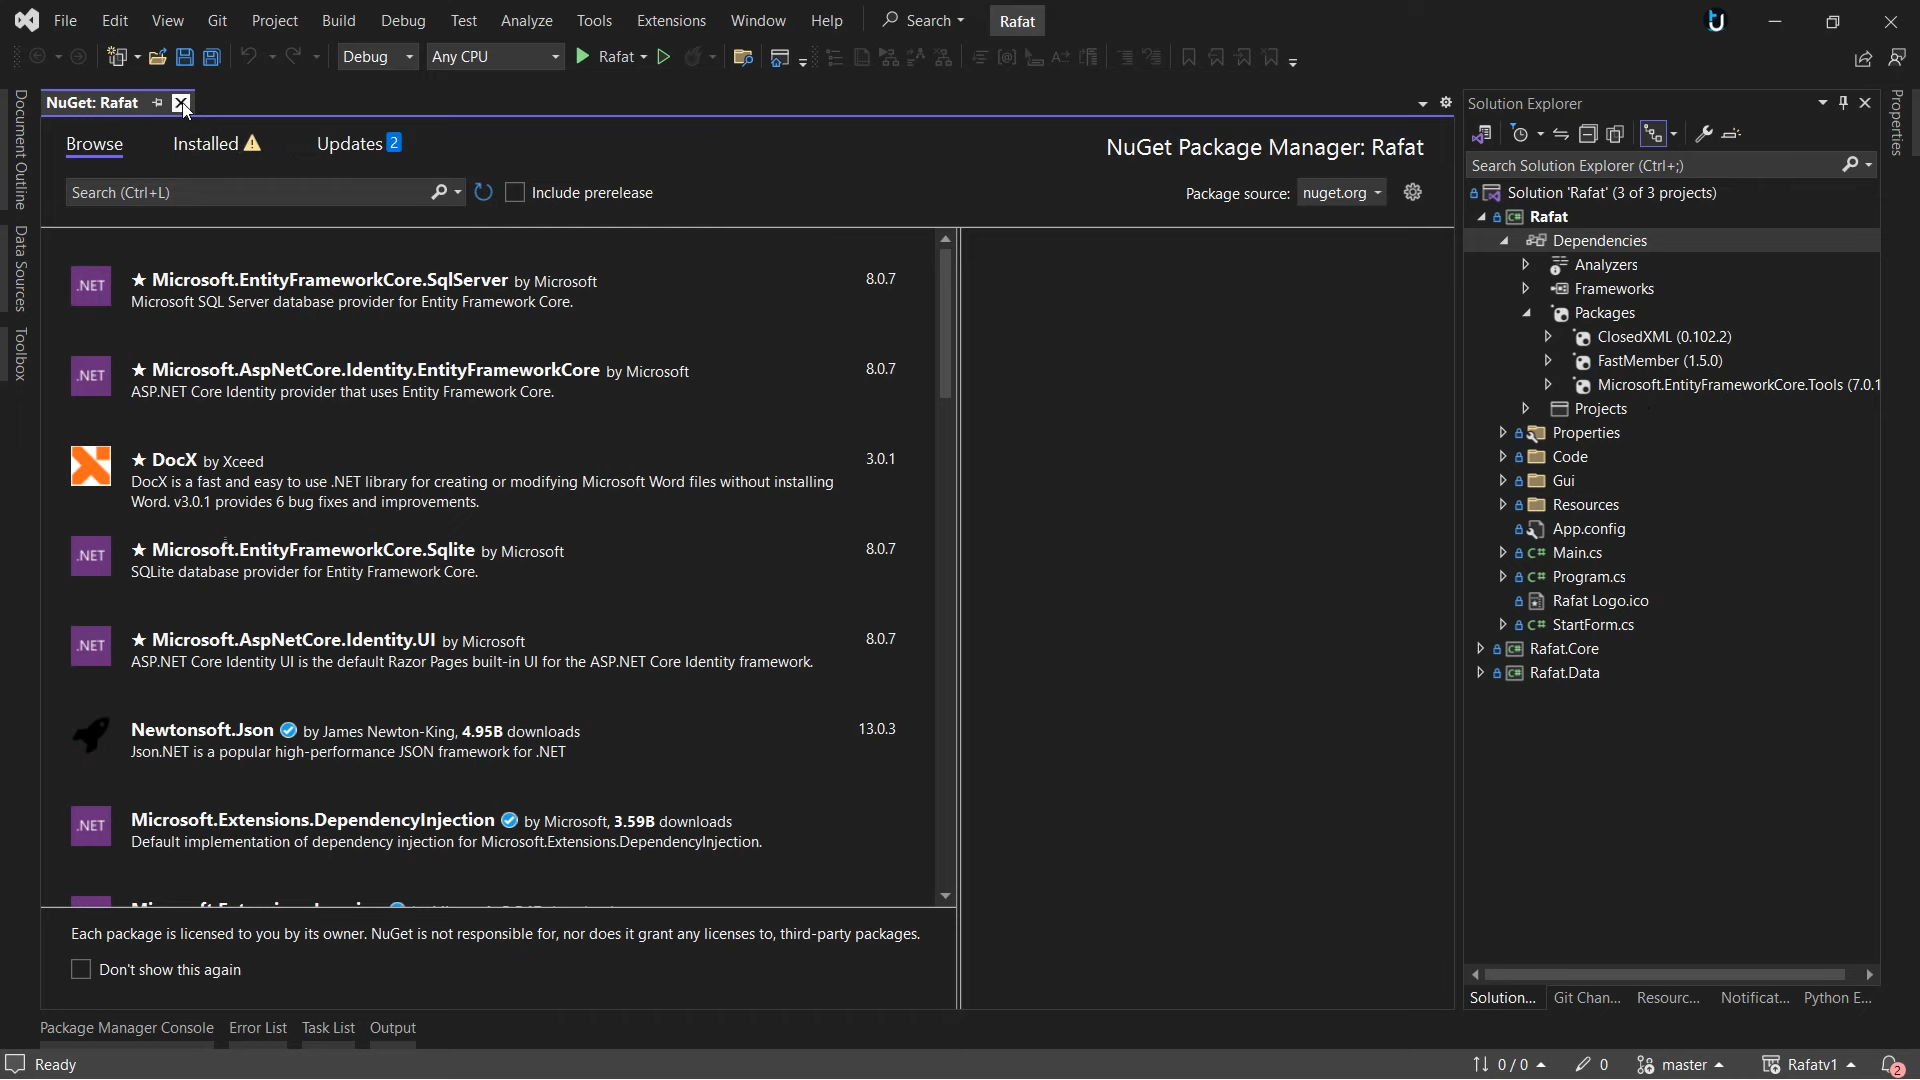 File Edit View Git Project Build Debug Test Analyze Tools Extensions Window Help Search Rafat
Debug Any CPU Rafat
NuGet: Rafat
Document Outline
Data Sources
Toolbox
Browse Installed Updates 2
NuGet Package Manager: Rafat
Search (Ctrl+L) Include prerelease
Package source: nuget.org
.NET
Microsoft.EntityFrameworkCore.SqlServer by Microsoft 8.0.7
Microsoft SQL Server database provider for Entity Framework Core.
.NET
Microsoft.AspNetCore.Identity.EntityFrameworkCore by Microsoft 8.0.7
ASP.NET Core Identity provider that uses Entity Framework Core.
DocX by Xceed 3.0.1
DocX is a fast and easy to use .NET library for creating or modifying Microsoft Word files without installing
Word. v3.0.1 provides 6 bug fixes and improvements.
.NET
Microsoft.EntityFrameworkCore.Sqlite by Microsoft 8.0.7
SQLite database provider for Entity Framework Core.
.NET
Microsoft.AspNetCore.Identity.UI by Microsoft 8.0.7
ASP.NET Core Identity UI is the default Razor Pages built-in UI for the ASP.NET Core Identity framework.
Newtonsoft.Json by James Newton-King, 4.95B downloads 13.0.3
Json.NET is a popular high-performance JSON framework for .NET
.NET
Microsoft.Extensions.DependencyInjection by Microsoft, 3.59B downloads
Default implementation of dependency injection for Microsoft.Extensions.DependencyInjection.
Each package is licensed to you by its owner. NuGet is not responsible for, nor does it grant any licenses to, third-party packages.
Don't show this again
Solution Explorer
Search Solution Explorer (Ctrl+;)
Solution 'Rafat' (3 of 3 projects)
C# Rafat
Dependencies
Analyzers
Frameworks
Packages
ClosedXML (0.102.2)
FastMember (1.5.0)
Microsoft.EntityFrameworkCore.Tools (7.0.1
Projects
Properties
Code
Gui
Resources
App.config
C# Main.cs
C# Program.cs
Rafat Logo.ico
C# StartForm.cs
C# Rafat.Core
C# Rafat.Data
Properties
Solution... Git Chan... Resourc... Notificat... Python E...
Package Manager Console Error List Task List Output
Ready 0 / 0 0 master Rafatv1 2